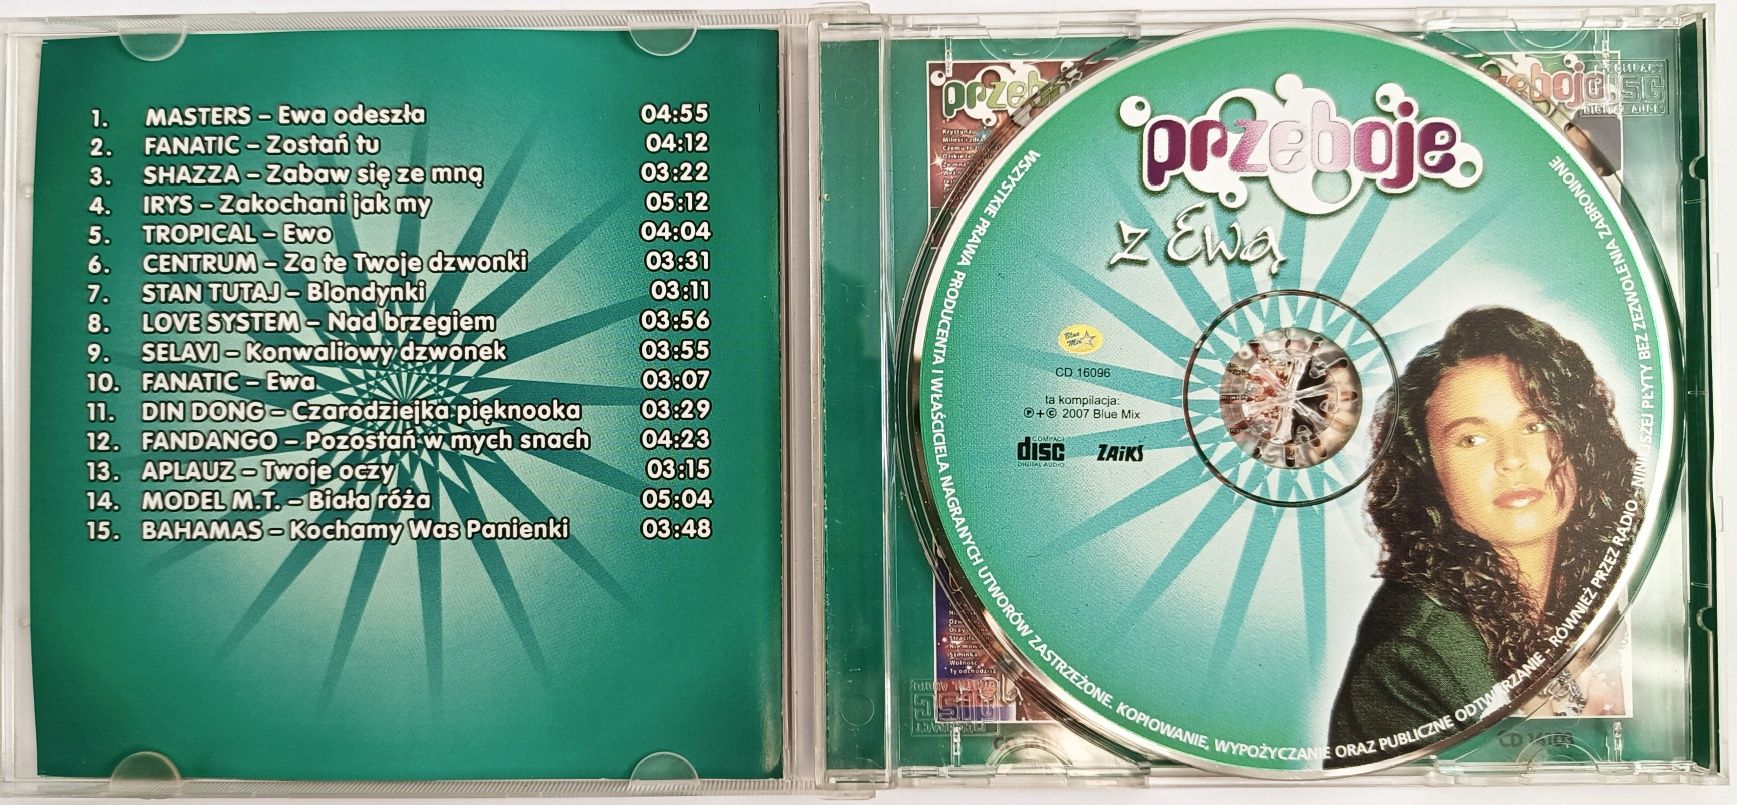 1. MASTERS – Ewa odeszła 04:55
2. FANATIC – Zostań tu 04:12
3. SHAZZA – Zabaw się ze mną 03:22
4. IRYS – Zakochani jak my 05:12
5. TROPICAL – Ewo 04:04
6. CENTRUM – Za te Twoje dzwonki 03:31
7. STAN TUTAJ – Blondynki 03:11
8. LOVE SYSTEM – Nad brzegiem 03:56
9. SELAVI – Konwaliowy dzwonek 03:55
10. FANATIC – Ewa 03:07
11. DIN DONG – Czarodziejka pięknooka 03:29
12. FANDANGO – Pozostań w mych snach 04:23
13. APLAUZ – Twoje oczy 03:15
14. MODEL M.T. – Biała róża 05:04
15. BAHAMAS – Kochamy Was Panienki 03:48
przeboje
z Ewą
Blue Mix
CD 16096
ta kompilacja:
℗+© 2007 Blue Mix
COMPACT
disc
DIGITAL AUDIO
ZAiKS
WSZYSTKIE PRAWA PRODUCENTA I WŁAŚCICIELA NAGRANYCH UTWORÓW ZASTRZEŻONE. KOPIOWANIE, WYPOŻYCZANIE ORAZ PUBLICZNE ODTWARZANIE - RÓWNIEŻ PRZEZ RADIO - NINIEJSZEJ PŁYTY BEZ ZEZWOLENIA ZABRONIONE
COMPACT
disc
DIGITAL AUDIO